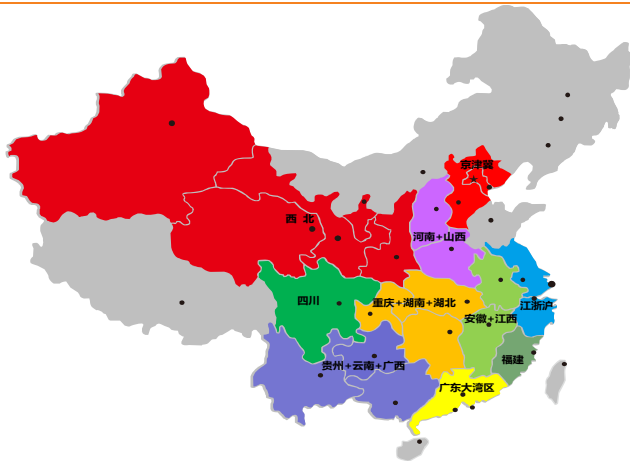 京津冀
西 北
河南+山西
四川
重庆+湖南+湖北
江浙沪
安徽+江西
福建
贵州+云南+广西
广东大湾区